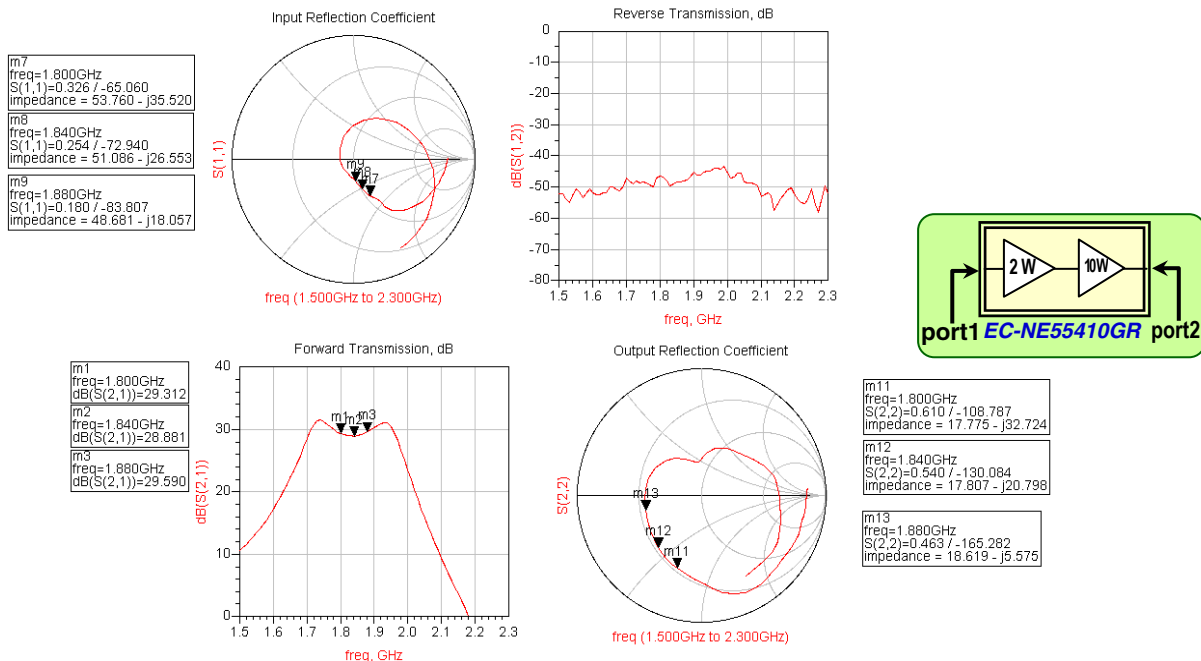 Input Reflection Coefficient
m7
freq=1.800GHz
S(1,1)=0.326 / -65.060
impedance = 53.760 - j35.520
m8
freq=1.840GHz
S(1,1)=0.254 / -72.940
impedance = 51.086 - j26.553
m9
freq=1.880GHz
S(1,1)=0.180 / -83.807
impedance = 48.681 - j18.057
S(1,1)
m9
m8
m7
freq (1.500GHz to 2.300GHz)
Reverse Transmission, dB
dB(S(1,2))
0
-10
-20
-30
-40
-50
-60
-70
-80
1.5 1.6 1.7 1.8 1.9 2.0 2.1 2.2 2.3
freq, GHz
2 W
10W
port1 EC-NE55410GR port2
Forward Transmission, dB
m1
freq=1.800GHz
dB(S(2,1))=29.312
m2
freq=1.840GHz
dB(S(2,1))=28.881
m3
freq=1.880GHz
dB(S(2,1))=29.590
dB(S(2,1))
40
30
20
10
0
m1
m2
m3
1.5 1.6 1.7 1.8 1.9 2.0 2.1 2.2 2.3
freq, GHz
Output Reflection Coefficient
S(2,2)
m13
m12
m11
freq (1.500GHz to 2.300GHz)
m11
freq=1.800GHz
S(2,2)=0.610 / -108.787
impedance = 17.775 - j32.724
m12
freq=1.840GHz
S(2,2)=0.540 / -130.084
impedance = 17.807 - j20.798
m13
freq=1.880GHz
S(2,2)=0.463 / -165.282
impedance = 18.619 - j5.575